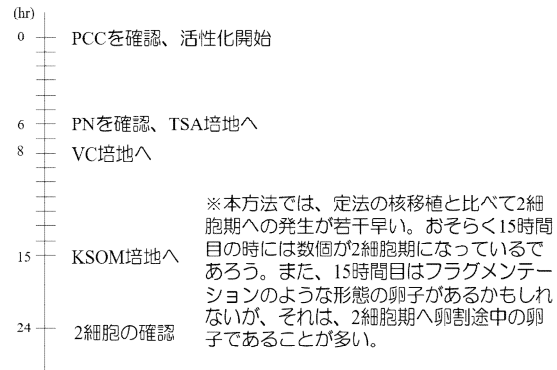 (hr)
0 PCCを確認、活性化開始
6 PNを確認、TSA培地へ
8 VC培地へ
※本方法では、定法の核移植と比べて2細
胞期への発生が若干早い。おそらく15時間
目の時には数個が2細胞期になっているで
あろう。また、15時間目はフラグメンテー
ションのような形態の卵子があるかもしれ
ないが、それは、2細胞期へ卵割途中の卵
子であることが多い。
15 KSOM培地へ
24 2細胞の確認